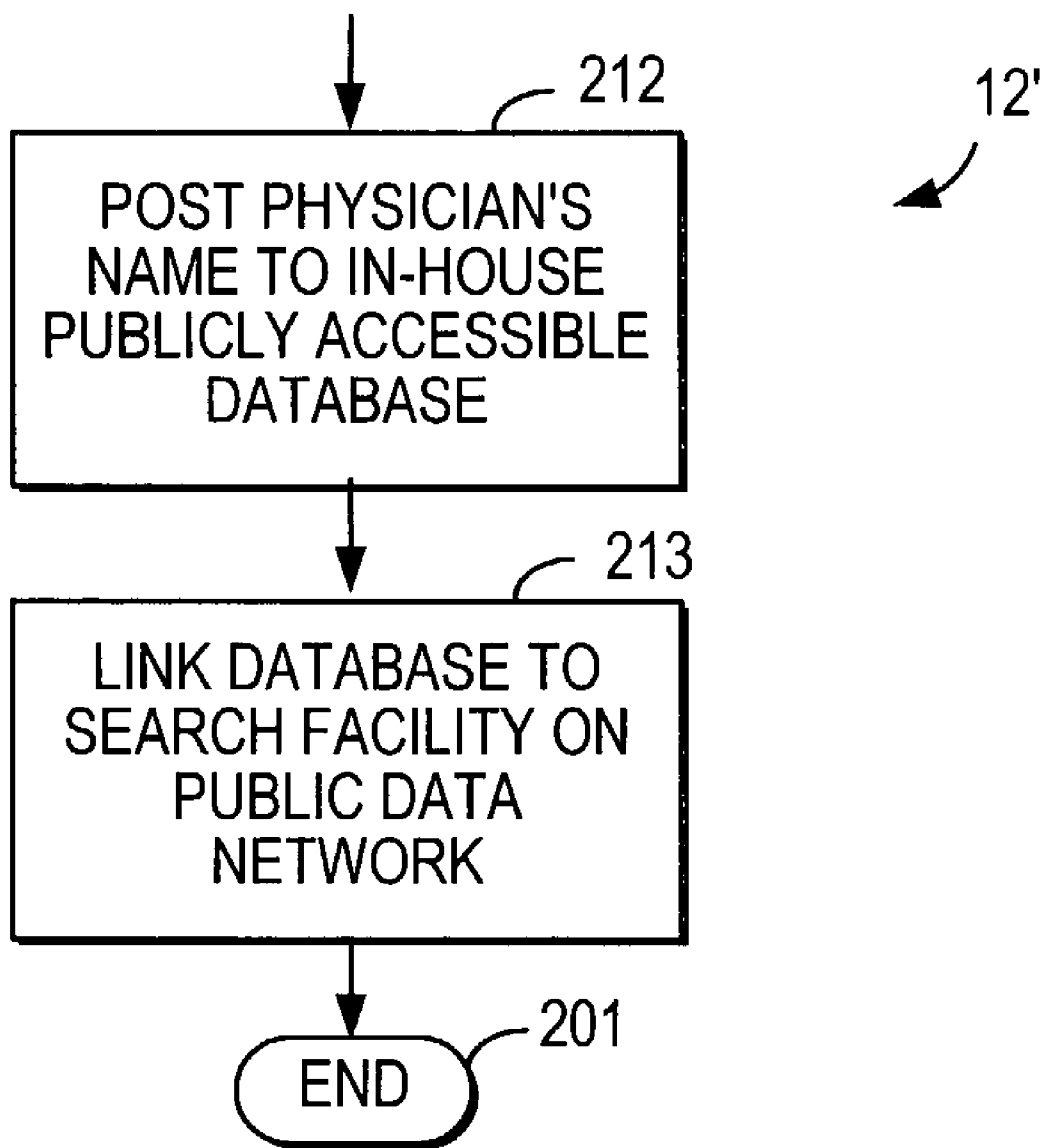 212
12'
POST PHYSICIAN'S
NAME TO IN-HOUSE
PUBLICLY ACCESSIBLE
DATABASE
213
LINK DATABASE TO
SEARCH FACILITY ON
PUBLIC DATA
NETWORK
201
END